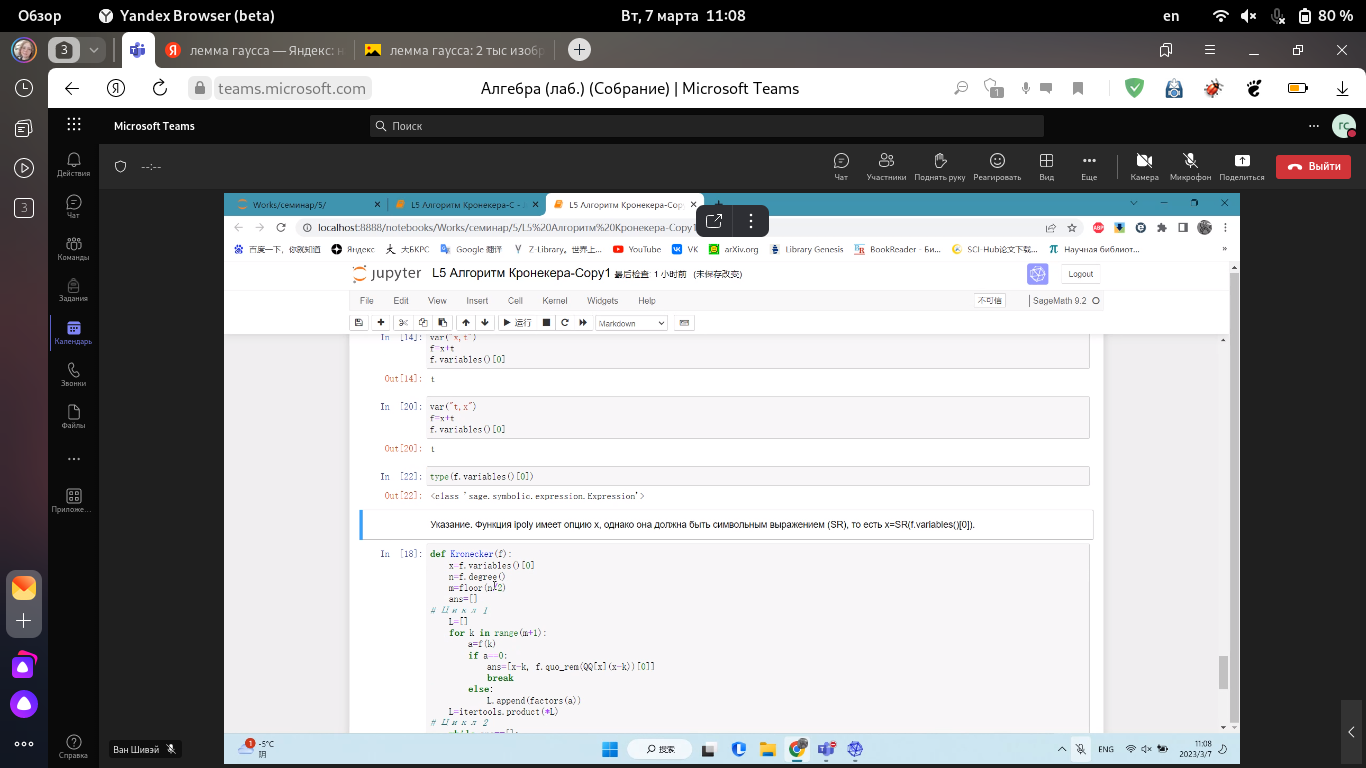 Обзор Yandex Browser (beta) Вт, 7 марта 11:08 en 80 %
3 лемма гаусса — Яндекс: н лемма гаусса: 2 тыс изобр
teams.microsoft.com Алгебра (лаб.) (Собрание) | Microsoft Teams 1
Microsoft Teams Поиск ГС
--:-- Чат Участники Поднять руку Реагировать Вид Еще Камера Микрофон Поделиться Выйти
Действия
Чат
Команды
Задания
Календарь
Звонки
Файлы
Приложе...
Справка
3
Works/семинар/5/ L5 Алгоритм Кронекера-C - J L5 Алгоритм Кронекера-Copy
localhost:8888/notebooks/Works/семинар/5/L5%20Алгоритм%20Кронекера-Copy1
百度一下，你就知道 Яндекс 大БКРС Google 翻译 Z-Library。世界上... YouTube VK arXiv.org Library Genesis BookReader - Би... SCI-Hub论文下载... Научная библиот... »
jupyter L5 Алгоритм Кронекера-Copy1 最后检查: 1 小时前 (未保存改变) Logout
File Edit View Insert Cell Kernel Widgets Help 不可信 SageMath 9.2
运行 Markdown
In [14]: var("x,t")
f=x+t
f.variables()[0]
Out[14]: t
In [20]: var("t,x")
f=x+t
f.variables()[0]
Out[20]: t
In [22]: type(f.variables()[0])
Out[22]: <class 'sage.symbolic.expression.Expression'>
Указание. Функция ipoly имеет опцию x, однако она должна быть символьным выражением (SR), то есть x=SR(f.variables()[0]).
In [18]: def Kronecker(f):
x=f.variables()[0]
n=f.degree()
m=floor(n/2)
ans=[]
# Цикл 1
L=[]
for k in range(m+1):
a=f(k)
if a==0:
ans=[x-k, f.quo_rem(QQ[x](x-k))[0]]
break
else:
L.append(factors(a))
L=itertools.product(*L)
# Цикл 2
Ван Шивэй
1 -5°C
阴
搜索
ENG 11:08
2023/3/7